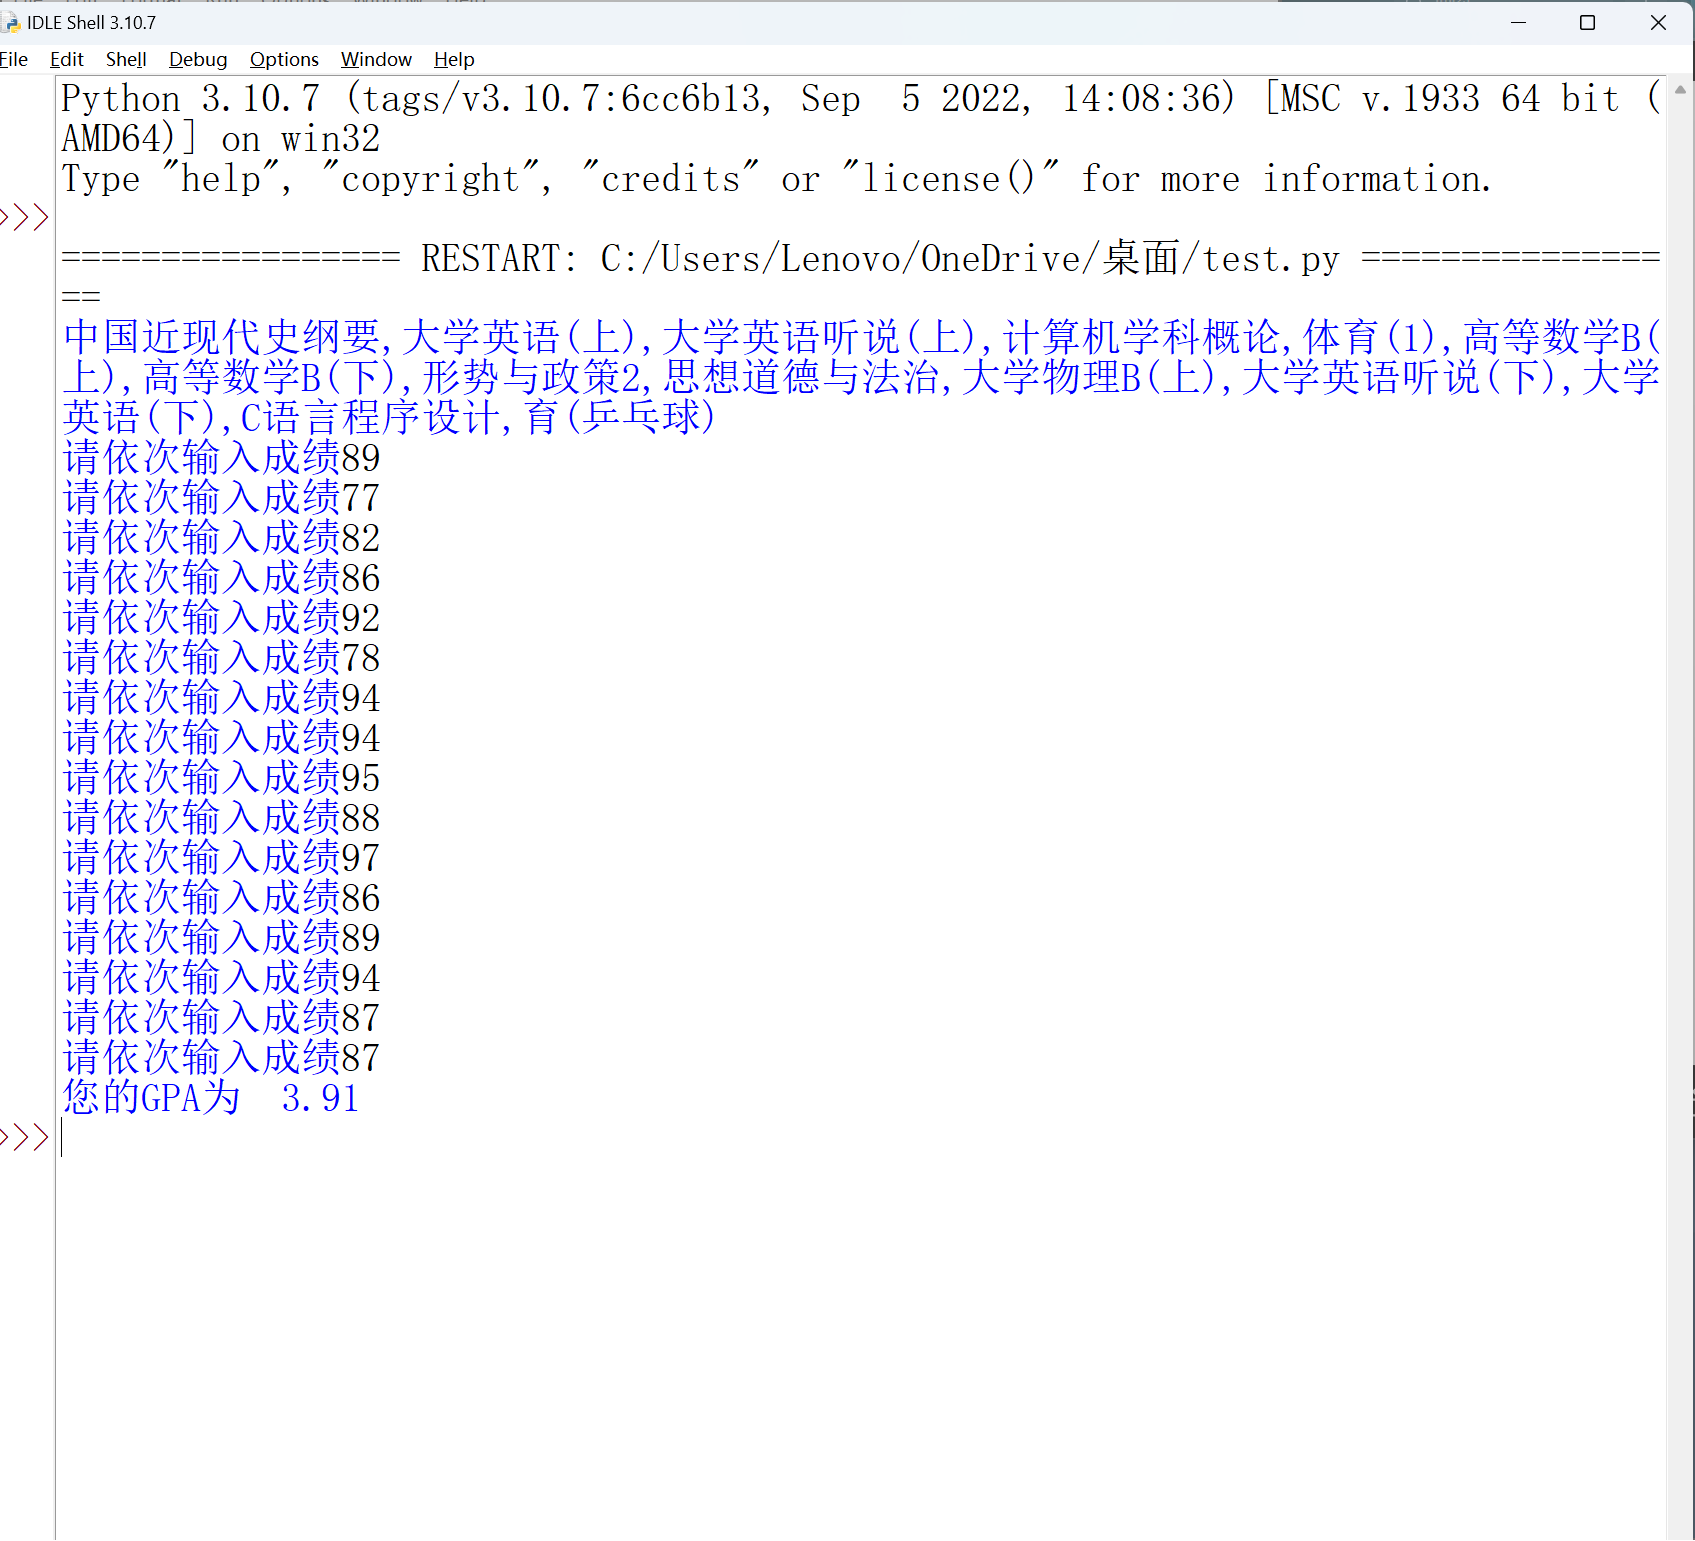 IDLE Shell 3.10.7
File Edit Shell Debug Options Window Help
Python 3.10.7 (tags/v3.10.7:6cc6b13, Sep  5 2022, 14:08:36) [MSC v.1933 64 bit (
AMD64)] on win32
Type "help", "copyright", "credits" or "license()" for more information.
>>>
================= RESTART: C:/Users/Lenovo/OneDrive/桌面/test.py ===============
==
中国近现代史纲要,大学英语(上),大学英语听说(上),计算机学科概论,体育(1),高等数学B(
上),高等数学B(下),形势与政策2,思想道德与法治,大学物理B(上),大学英语听说(下),大学
英语(下),C语言程序设计,育(乒乓球)
请依次输入成绩89
请依次输入成绩77
请依次输入成绩82
请依次输入成绩86
请依次输入成绩92
请依次输入成绩78
请依次输入成绩94
请依次输入成绩94
请依次输入成绩95
请依次输入成绩88
请依次输入成绩97
请依次输入成绩86
请依次输入成绩89
请依次输入成绩94
请依次输入成绩87
请依次输入成绩87
您的GPA为  3.91
>>>